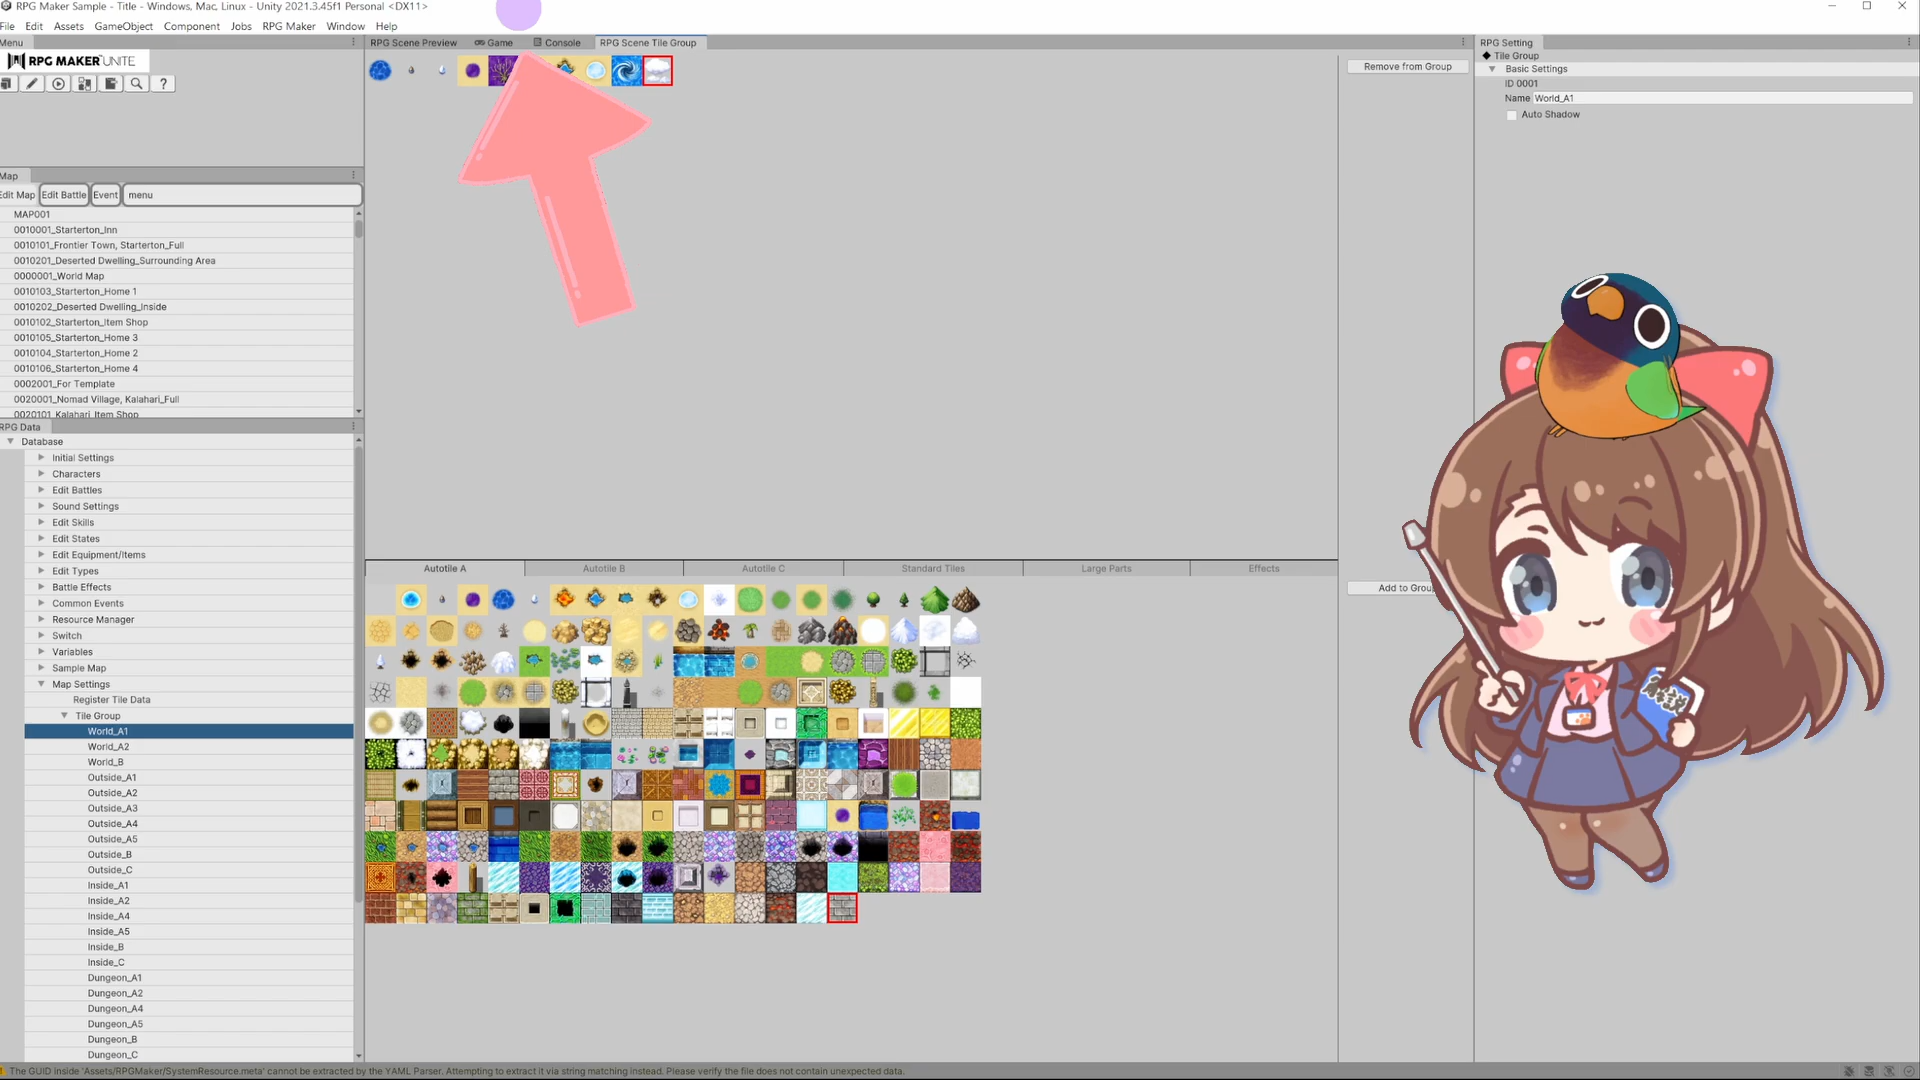 RPG Maker Sample - Title - Windows, Mac, Linux - Unity 2021.3.45f1 Personal <DX11>
File Edit Assets GameObject Component Jobs RPG Maker Window Help
Menu
RPG MAKER UNITE
?
Map
Edit Map Edit Battle Event menu
MAP001
0010001_Starterton_Inn
0010101_Frontier Town, Starterton_Full
0010201_Deserted Dwelling_Surrounding Area
0000001_World Map
0010103_Starterton_Home 1
0010202_Deserted Dwelling_Inside
0010102_Starterton_Item Shop
0010105_Starterton_Home 3
0010104_Starterton_Home 2
0010106_Starterton_Home 4
0002001_For Template
0020001_Nomad Village, Kalahari_Full
0020101_Kalahari_Item Shop
RPG Data
Database
Initial Settings
Characters
Edit Battles
Sound Settings
Edit Skills
Edit States
Edit Equipment/Items
Edit Types
Battle Effects
Common Events
Resource Manager
Switch
Variables
Sample Map
Map Settings
Register Tile Data
Tile Group
World_A1
World_A2
World_B
Outside_A1
Outside_A2
Outside_A3
Outside_A4
Outside_A5
Outside_B
Outside_C
Inside_A1
Inside_A2
Inside_A4
Inside_A5
Inside_B
Inside_C
Dungeon_A1
Dungeon_A2
Dungeon_A4
Dungeon_A5
Dungeon_B
Dungeon_C
RPG Scene Preview Game Console RPG Scene Tile Group
Remove from Group
Autotile A Autotile B Autotile C Standard Tiles Large Parts Effects
Add to Group
RPG Setting
Tile Group
Basic Settings
ID 0001
Name World_A1
Auto Shadow
The GUID inside 'Assets/RPGMaker/SystemResource.meta' cannot be extracted by the YAML Parser. Attempting to extract it via string matching instead. Please verify the file does not contain unexpected data.